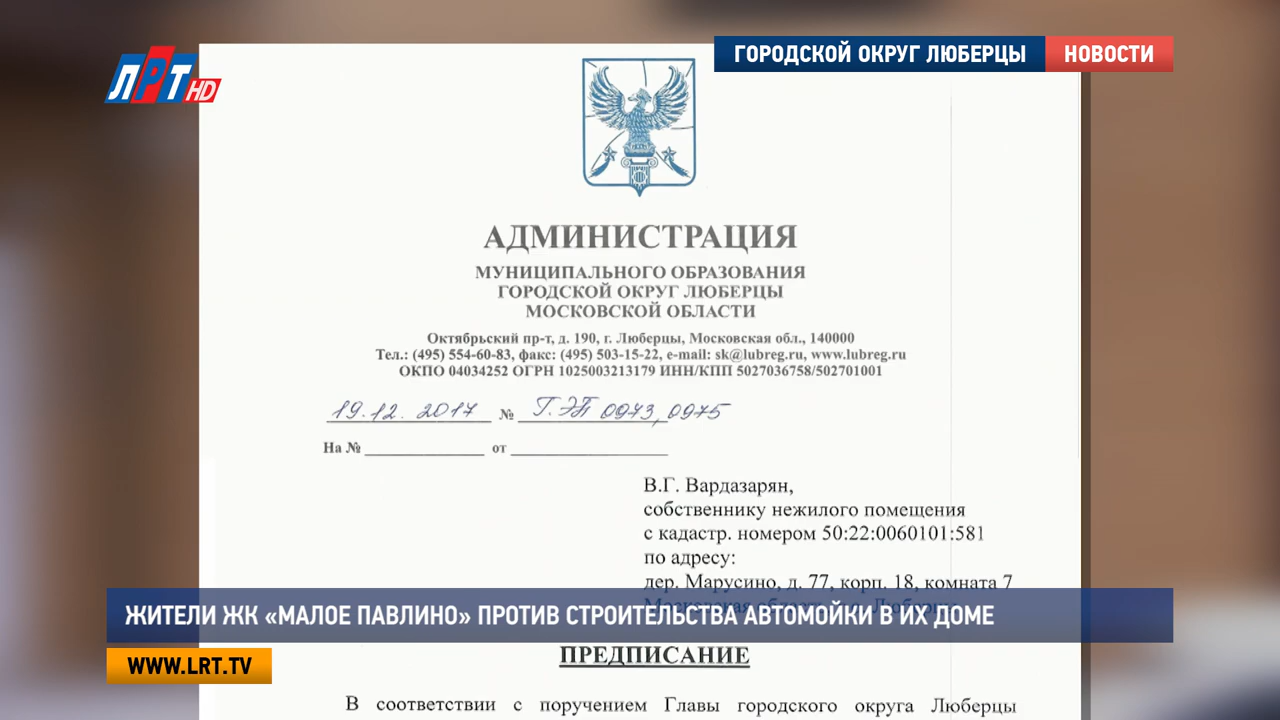 ЛРТ HD
ГОРОДСКОЙ ОКРУГ ЛЮБЕРЦЫ НОВОСТИ
АДМИНИСТРАЦИЯ
МУНИЦИПАЛЬНОГО ОБРАЗОВАНИЯ
ГОРОДСКОЙ ОКРУГ ЛЮБЕРЦЫ
МОСКОВСКОЙ ОБЛАСТИ
Октябрьский пр-т, д. 190, г. Люберцы, Московская обл., 140000
Тел.: (495) 554-60-83, факс: (495) 503-15-22, e-mail: sk@lubreg.ru, www.lubreg.ru
ОКПО 04034252 ОГРН 1025003213179 ИНН/КПП 5027036758/502701001
19.12.2017 № Г.ЭП 0973, 0975
На № от
В.Г. Вардазарян,
собственнику нежилого помещения
с кадастр. номером 50:22:0060101:581
по адресу:
дер. Марусино, д. 77, корп. 18, комната 7
ЖИТЕЛИ ЖК «МАЛОЕ ПАВЛИНО» ПРОТИВ СТРОИТЕЛЬСТВА АВТОМОЙКИ В ИХ ДОМЕ
WWW.LRT.TV
ПРЕДПИСАНИЕ
В соответствии с поручением Главы городского округа Люберцы